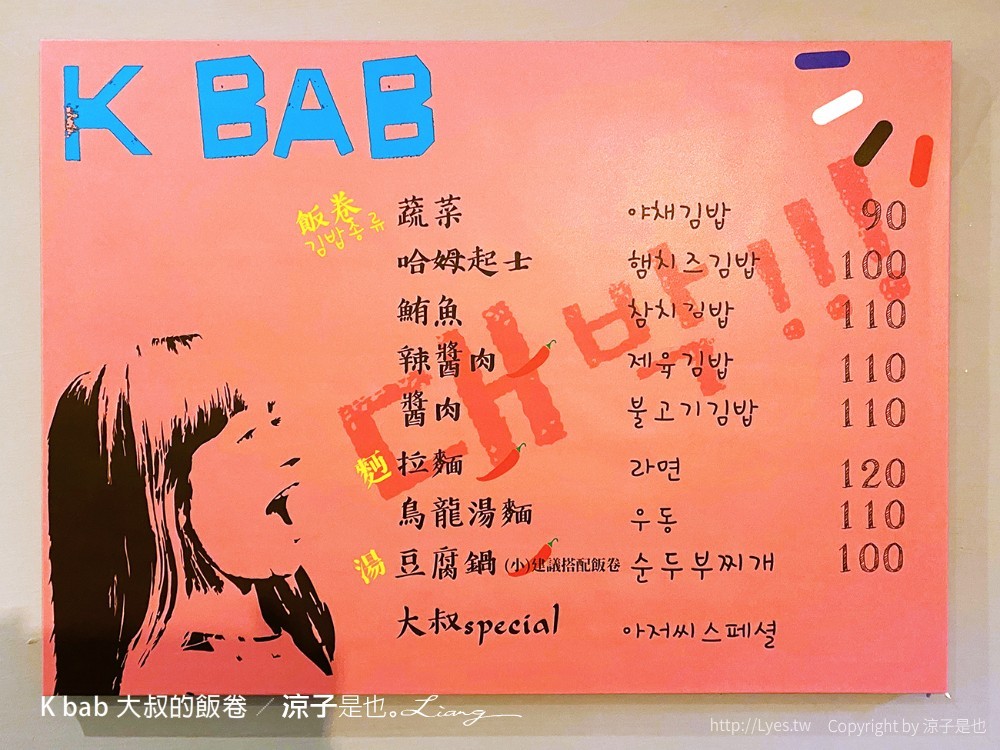 K BAB
대박!!!
飯卷 蔬菜 야채김밥 90
김밥종류
哈姆起士 햄치즈김밥 100
鮪魚 참치김밥 110
辣醬肉 제육김밥 110
醬肉 불고기김밥 110
麵 拉麵 라면 120
烏龍湯麵 우동 110
湯 豆腐鍋 (小)建議搭配飯卷 순두부찌개 100
大叔special 아저씨스페셜
K bab 大叔的飯卷 / 涼子是也。Liang
http://Lyes.tw Copyright by 涼子是也